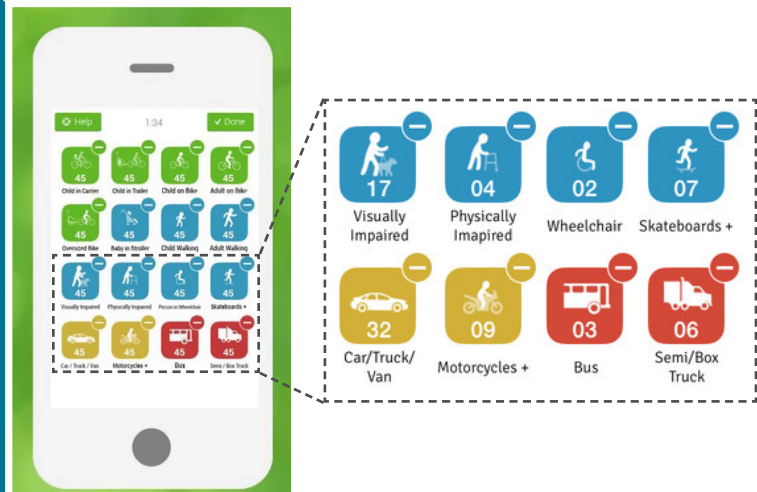 Help 1:34 Done
45 45 45 45
Child in Carrier Child in Trailer Child on Bike Adult on Bike
45 45 45 45
Oversized Bike Baby in Stroller Child Walking Adult Walking
45 45 45 45
Visually Impaired Physically Impaired Person in Wheelchair Skateboards +
45 45 45 45
Car / Truck / Van Motorcycles + Bus Semi / Box Truck
17 04 02 07
Visually
Impaired
Physically
Imapired
Wheelchair
Skateboards +
32 09 03 06
Car/Truck/
Van
Motorcycles +
Bus
Semi/Box
Truck